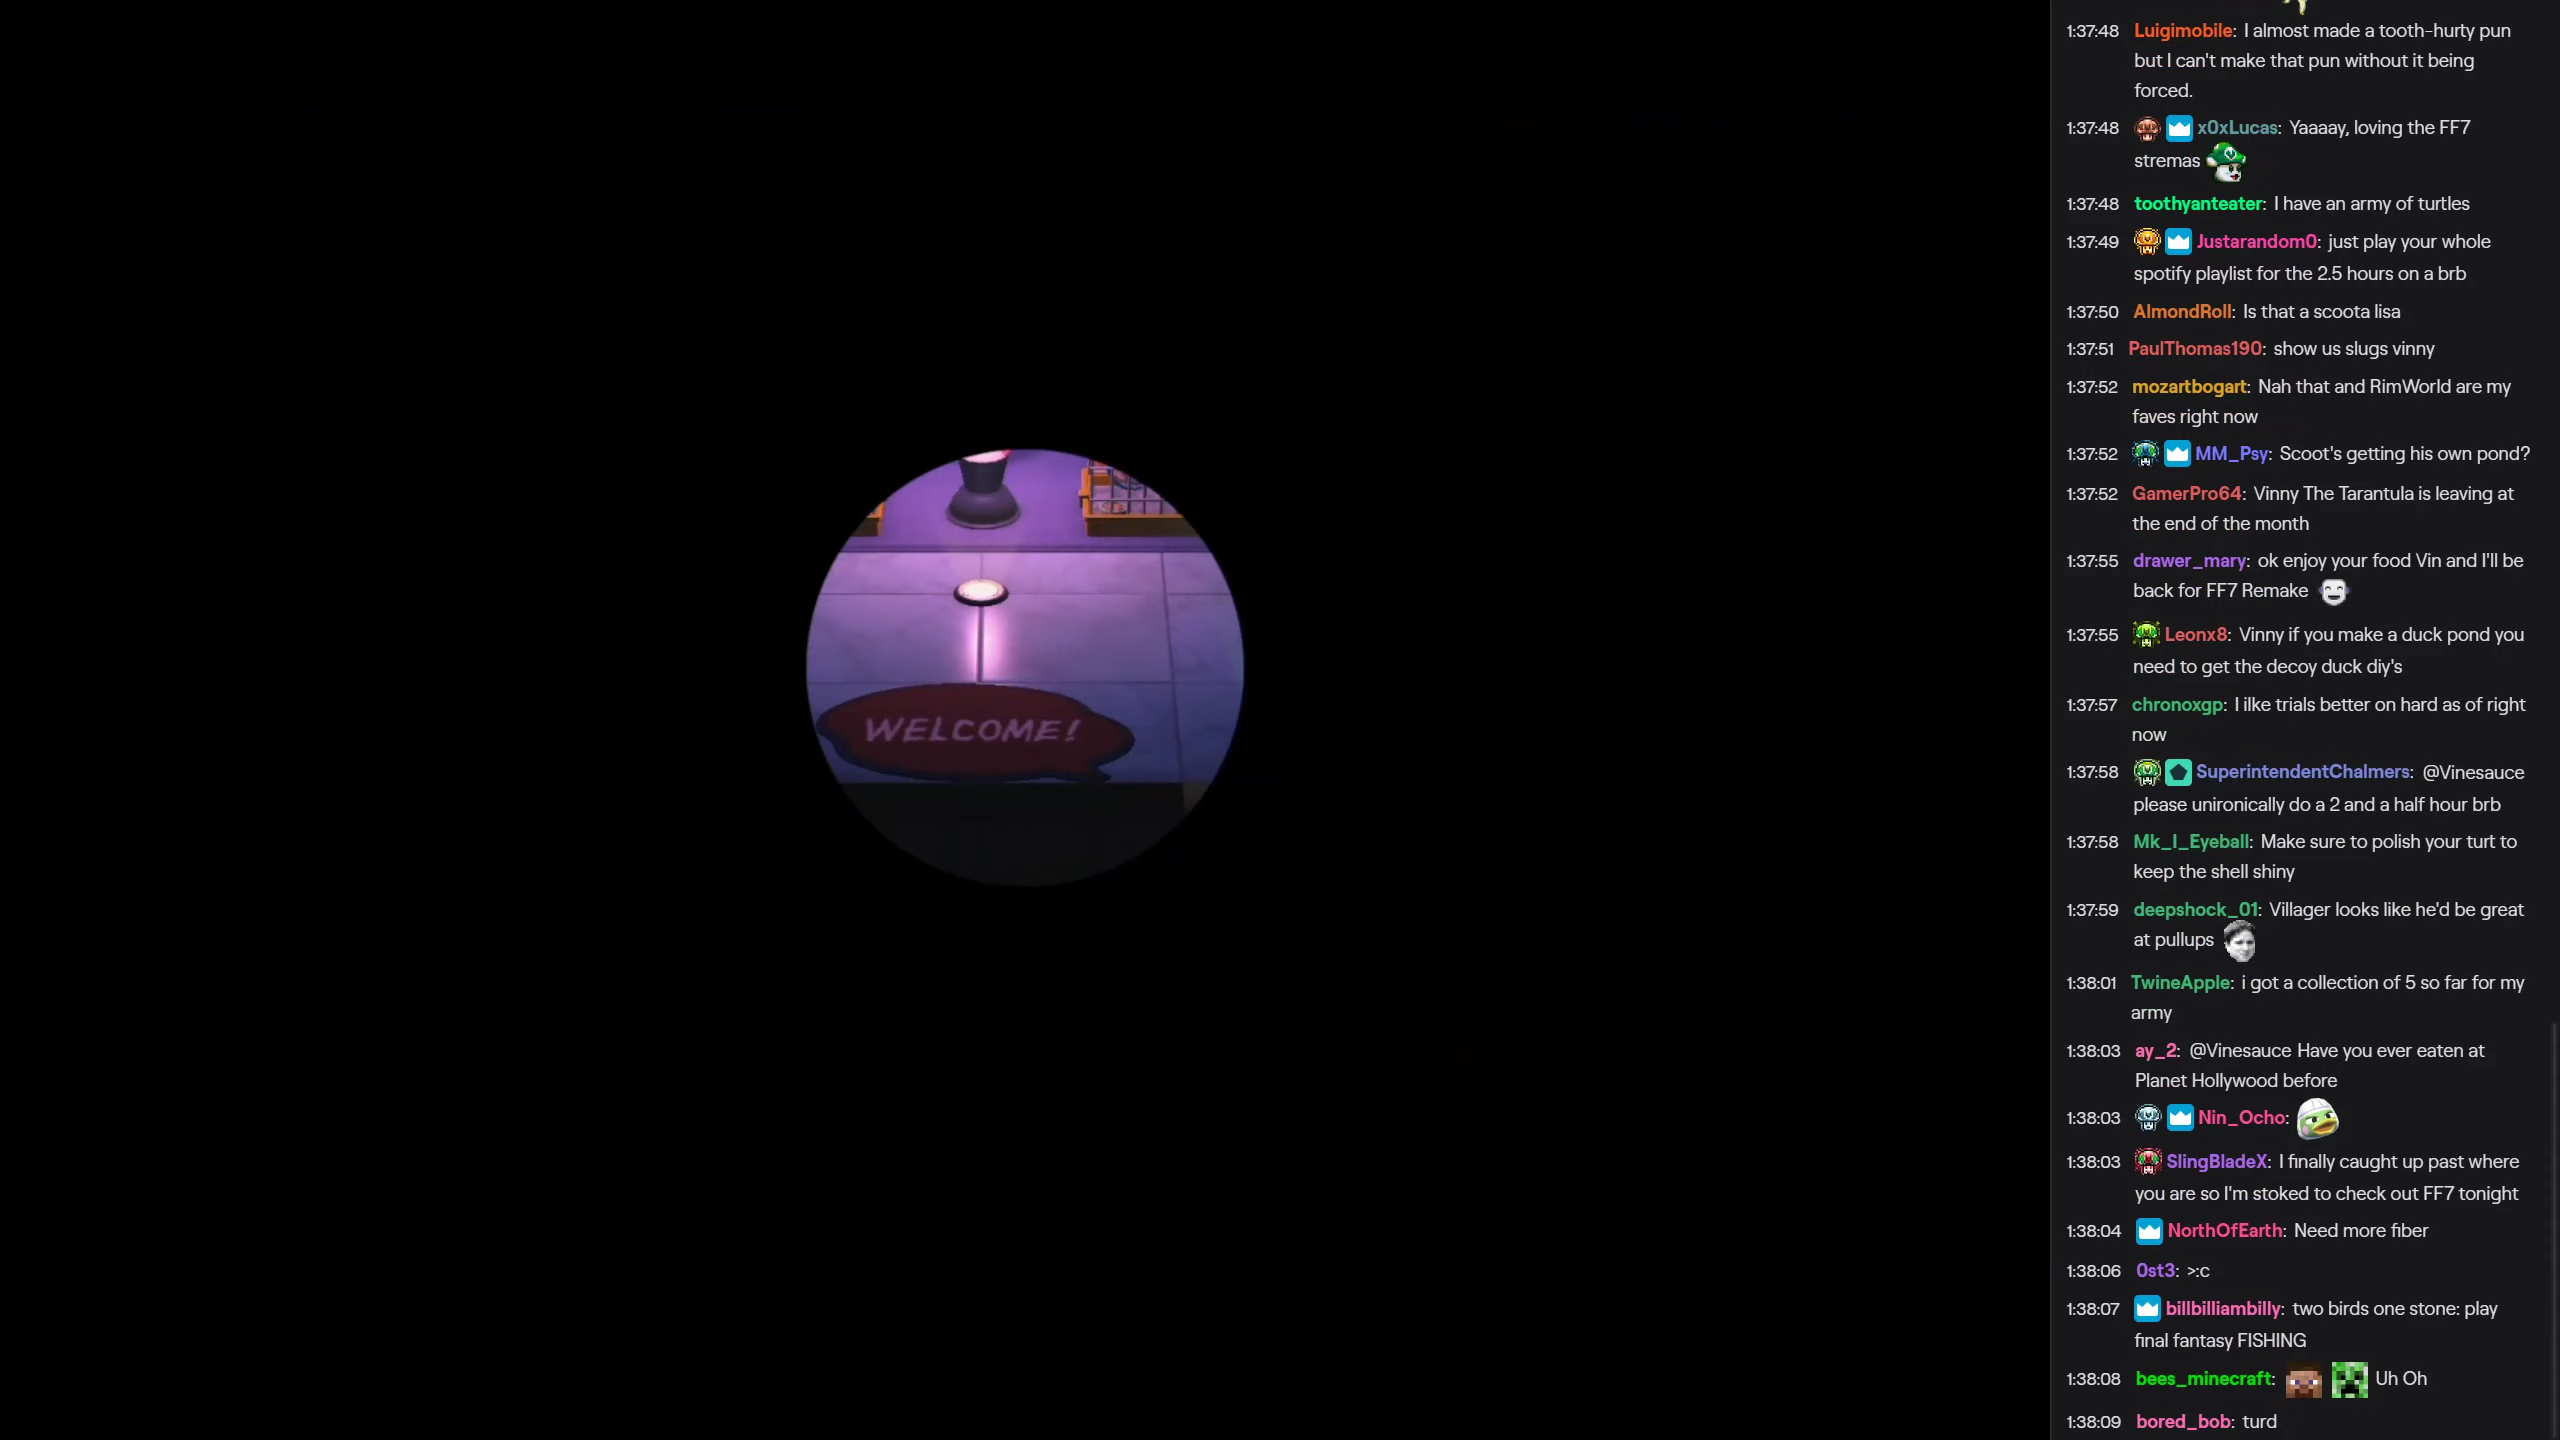 WELCOME!
1:37:48 Luigimobile: I almost made a tooth-hurty pun
but I can't make that pun without it being
forced.
1:37:48 x0xLucas: Yaaaay, loving the FF7
stremas
1:37:48 toothyanteater: I have an army of turtles
1:37:49 Justarandom0: just play your whole
spotify playlist for the 2.5 hours on a brb
1:37:50 AlmondRoll: Is that a scoota lisa
1:37:51 PaulThomas190: show us slugs vinny
1:37:52 mozartbogart: Nah that and RimWorld are my
faves right now
1:37:52 MM_Psy: Scoot's getting his own pond?
1:37:52 GamerPro64: Vinny The Tarantula is leaving at
the end of the month
1:37:55 drawer_mary: ok enjoy your food Vin and I'll be
back for FF7 Remake
1:37:55 Leonx8: Vinny if you make a duck pond you
need to get the decoy duck diy's
1:37:57 chronoxgp: I ilke trials better on hard as of right
now
1:37:58 SuperintendentChalmers: @Vinesauce
please unironically do a 2 and a half hour brb
1:37:58 Mk_I_Eyeball: Make sure to polish your turt to
keep the shell shiny
1:37:59 deepshock_01: Villager looks like he'd be great
at pullups
1:38:01 TwineApple: i got a collection of 5 so far for my
army
1:38:03 ay_2: @Vinesauce Have you ever eaten at
Planet Hollywood before
1:38:03 Nin_Ocho:
1:38:03 SlingBladeX: I finally caught up past where
you are so I'm stoked to check out FF7 tonight
1:38:04 NorthOfEarth: Need more fiber
1:38:06 0st3: >:c
1:38:07 billbilliambilly: two birds one stone: play
final fantasy FISHING
1:38:08 bees_minecraft: Uh Oh
1:38:09 bored_bob: turd